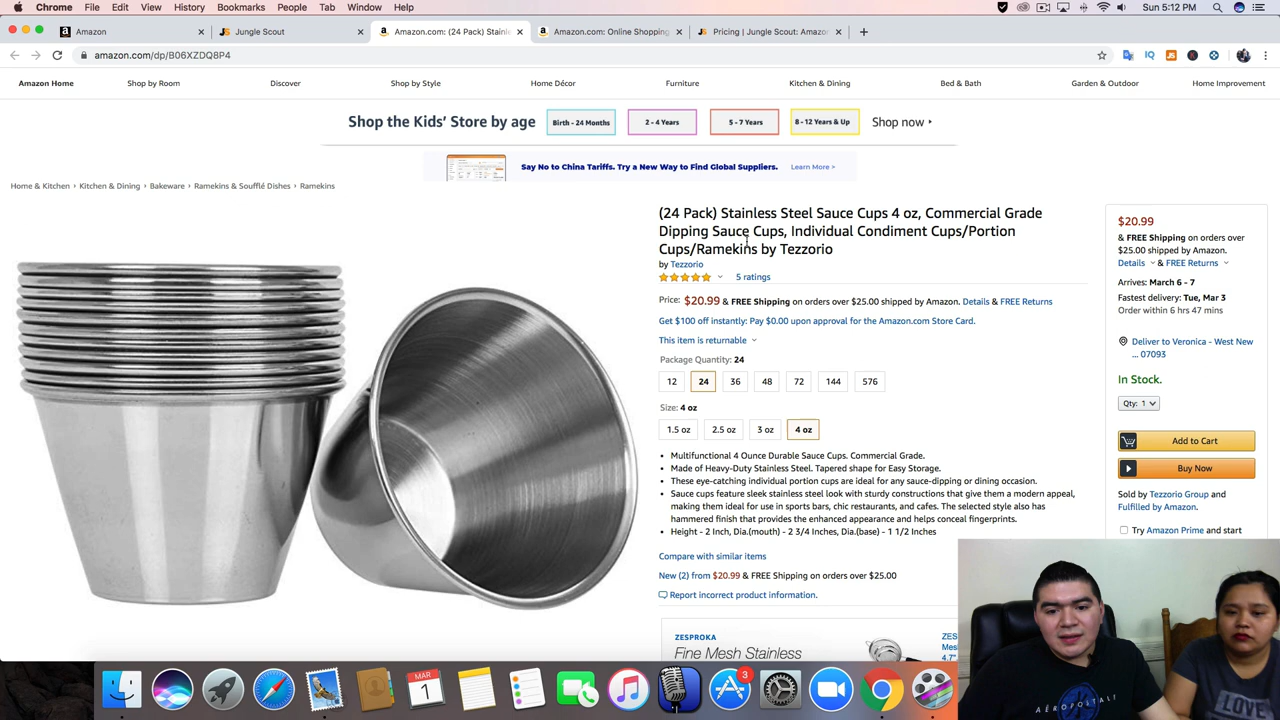 Chrome File Edit View History Bookmarks People Tab Window Help
Sun 5:12 PM
Amazon
Jungle Scout
Amazon.com: (24 Pack) Stainl
Amazon.com: Online Shopping
Pricing | Jungle Scout: Amazo
amazon.com/dp/B06XZDQ8P4
Amazon Home Shop by Room Discover Shop by Style Home Décor Furniture Kitchen & Dining Bed & Bath Garden & Outdoor Home Improvement
Shop the Kids' Store by age Birth - 24 Months 2 - 4 Years 5 - 7 Years 8 - 12 Years & Up Shop now
Say No to China Tariffs. Try a New Way to Find Global Suppliers. Learn More >
Home & Kitchen › Kitchen & Dining › Bakeware › Ramekins & Soufflé Dishes › Ramekins
(24 Pack) Stainless Steel Sauce Cups 4 oz, Commercial Grade
Dipping Sauce Cups, Individual Condiment Cups/Portion
Cups/Ramekins by Tezzorio
by Tezzorio
5 ratings
Price: $20.99 & FREE Shipping on orders over $25.00 shipped by Amazon. Details & FREE Returns
Get $100 off instantly: Pay $0.00 upon approval for the Amazon.com Store Card.
This item is returnable
Package Quantity: 24
12 24 36 48 72 144 576
Size: 4 oz
1.5 oz 2.5 oz 3 oz 4 oz
• Multifunctional 4 Ounce Durable Sauce Cups. Commercial Grade.
• Made of Heavy-Duty Stainless Steel. Tapered shape for Easy Storage.
• These eye-catching individual portion cups are ideal for any sauce-dipping or dining occasion.
• Sauce cups feature sleek stainless steel look with sturdy constructions that give them a modern appeal,
making them ideal for use in sports bars, chic restaurants, and cafes. The selected style also has
hammered finish that provides the enhanced appearance and helps conceal fingerprints.
• Height - 2 Inch, Dia.(mouth) - 2 3/4 Inches, Dia.(base) - 1 1/2 Inches
Compare with similar items
New (2) from $20.99 & FREE Shipping on orders over $25.00
Report incorrect product information.
ZESPROKA
Fine Mesh Stainless
ZES
Mes
4.7"
$20.99
& FREE Shipping on orders over
$25.00 shipped by Amazon.
Details & FREE Returns
Arrives: March 6 - 7
Fastest delivery: Tue, Mar 3
Order within 6 hrs 47 mins
Deliver to Veronica - West New
... 07093
In Stock.
Qty: 1
Add to Cart
Buy Now
Sold by Tezzorio Group and
Fulfilled by Amazon.
Try Amazon Prime and start
MAR
1
3
AÉROPOSTALE
LOVE